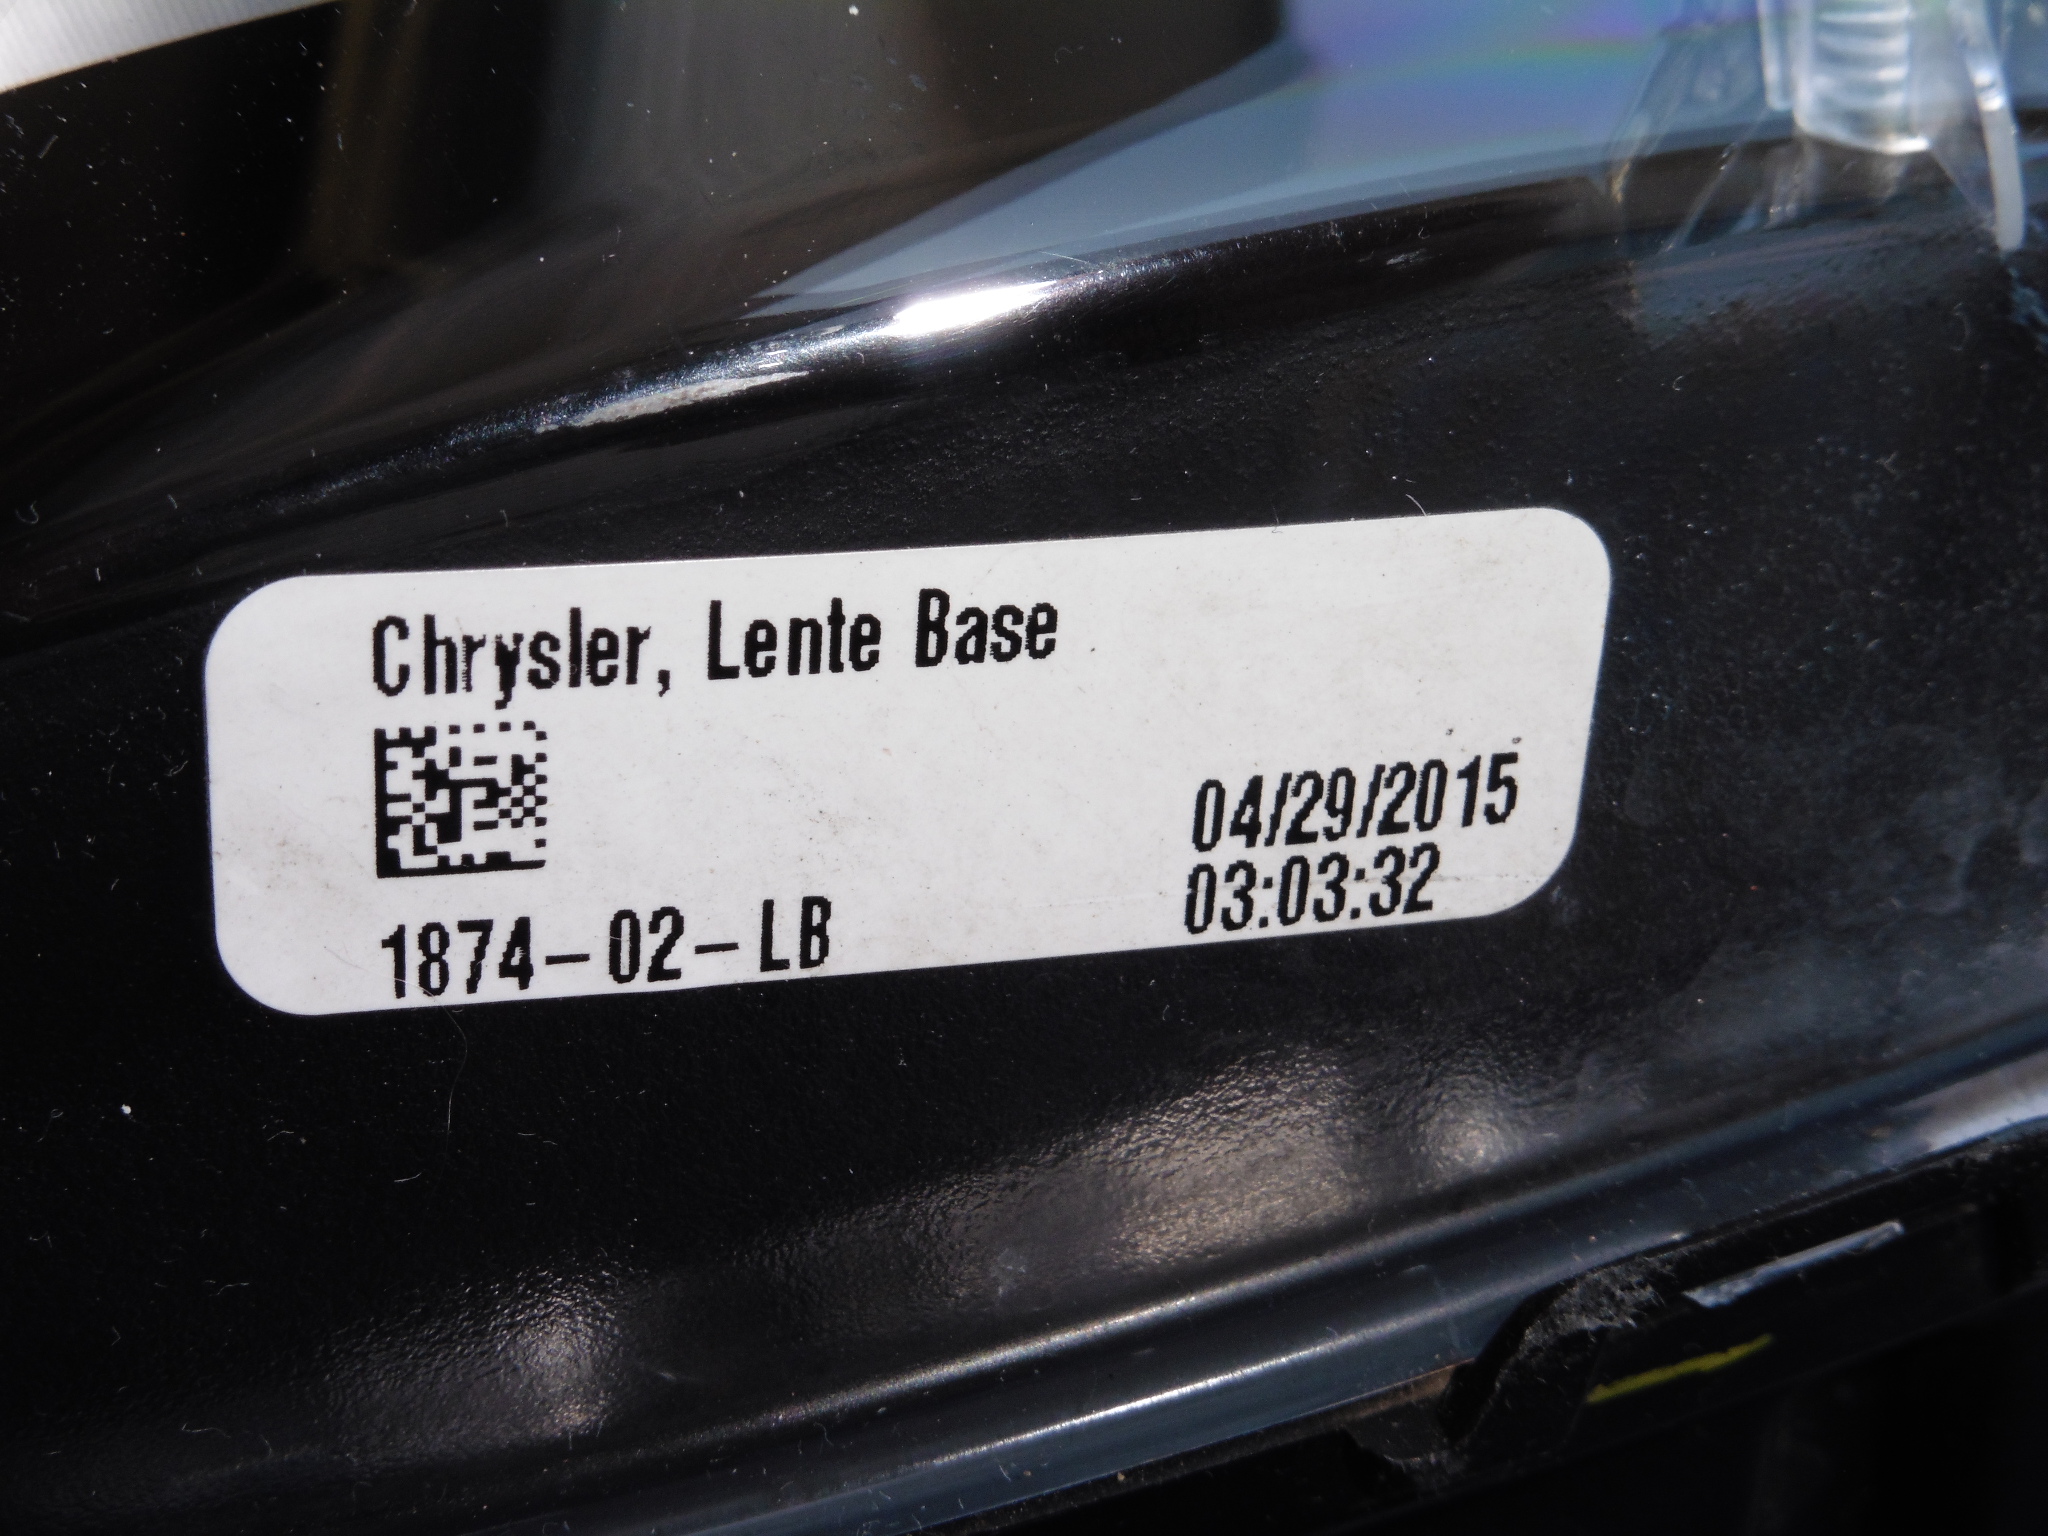 Chrysler, Lente Base
04/29/2015
03:03:32
1874-02-LB